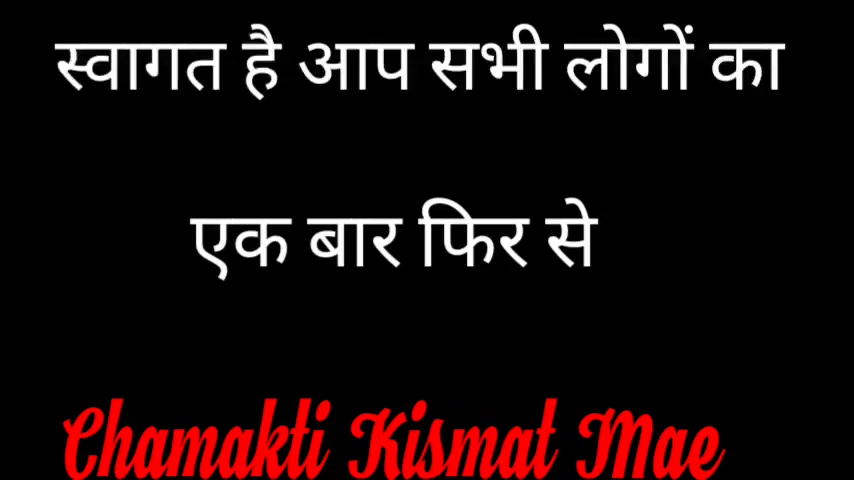 स्वागत है आप सभी लोगों का
एक बार फिर से
Chamakti Kismat Mae